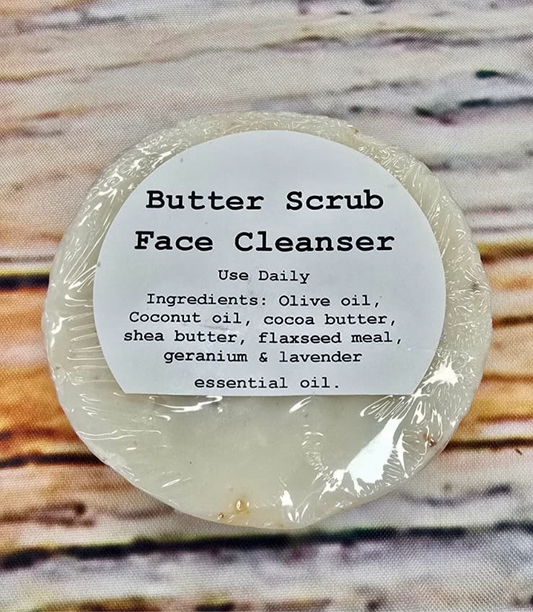 Butter Scrub
Face Cleanser
Use Daily
Ingredients: Olive oil,
Coconut oil, cocoa butter,
shea butter, flaxseed meal,
geranium & lavender
essential oil.